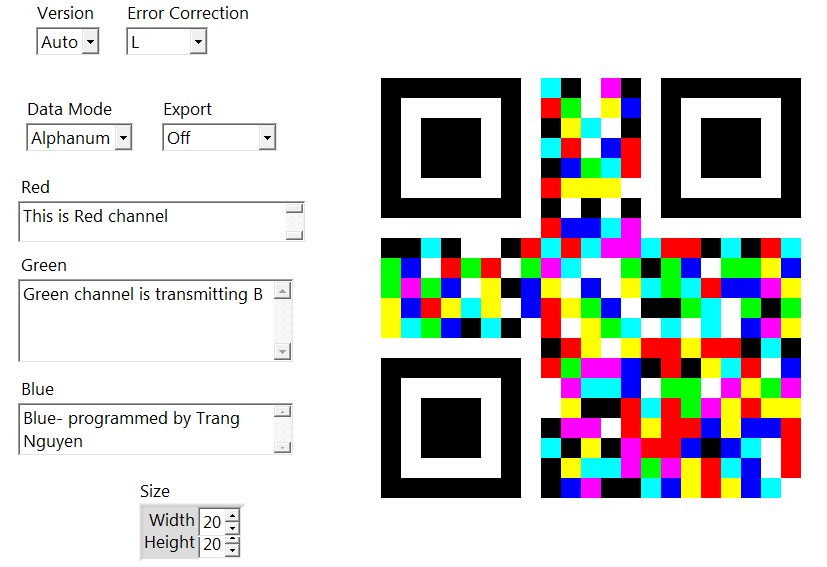 Version Error Correction
Auto L
Data Mode Export
Alphanum Off
Red
This is Red channel
Green
Green channel is transmitting B
Blue
Blue- programmed by Trang
Nguyen
Size
Width 20
Height 20